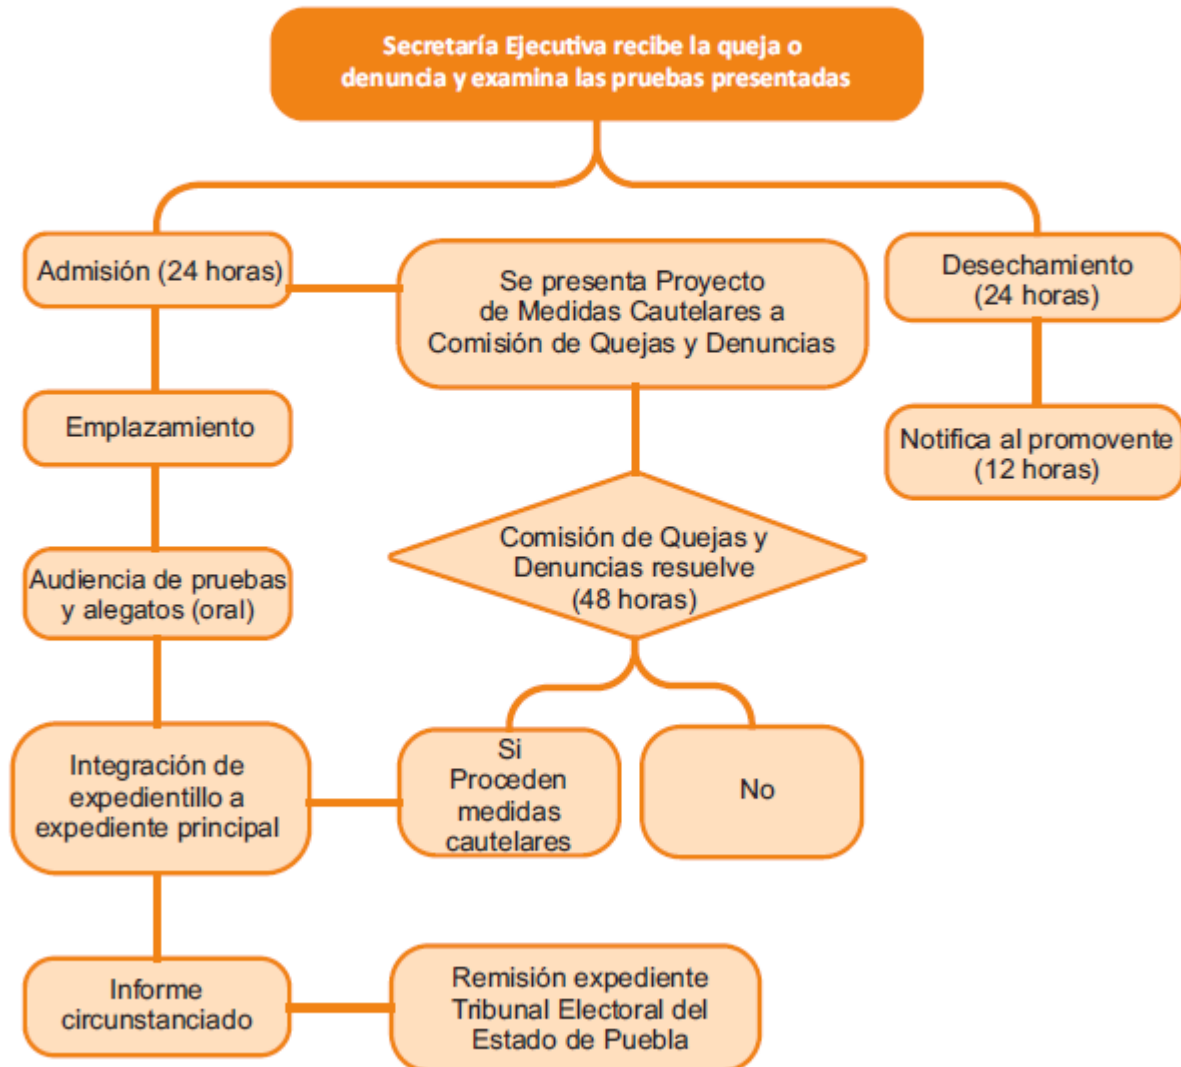 Secretaría Ejecutiva recibe la queja o
denuncia y examina las pruebas presentadas
Admisión (24 horas)
Se presenta Proyecto
de Medidas Cautelares a
Comisión de Quejas y Denuncias
Desechamiento
(24 horas)
Emplazamiento
Notifica al promovente
(12 horas)
Comisión de Quejas y
Denuncias resuelve
(48 horas)
Audiencia de pruebas
y alegatos (oral)
Integración de
expedientillo a
expediente principal
Si
Proceden
medidas
cautelares
No
Informe
circunstanciado
Remisión expediente
Tribunal Electoral del
Estado de Puebla